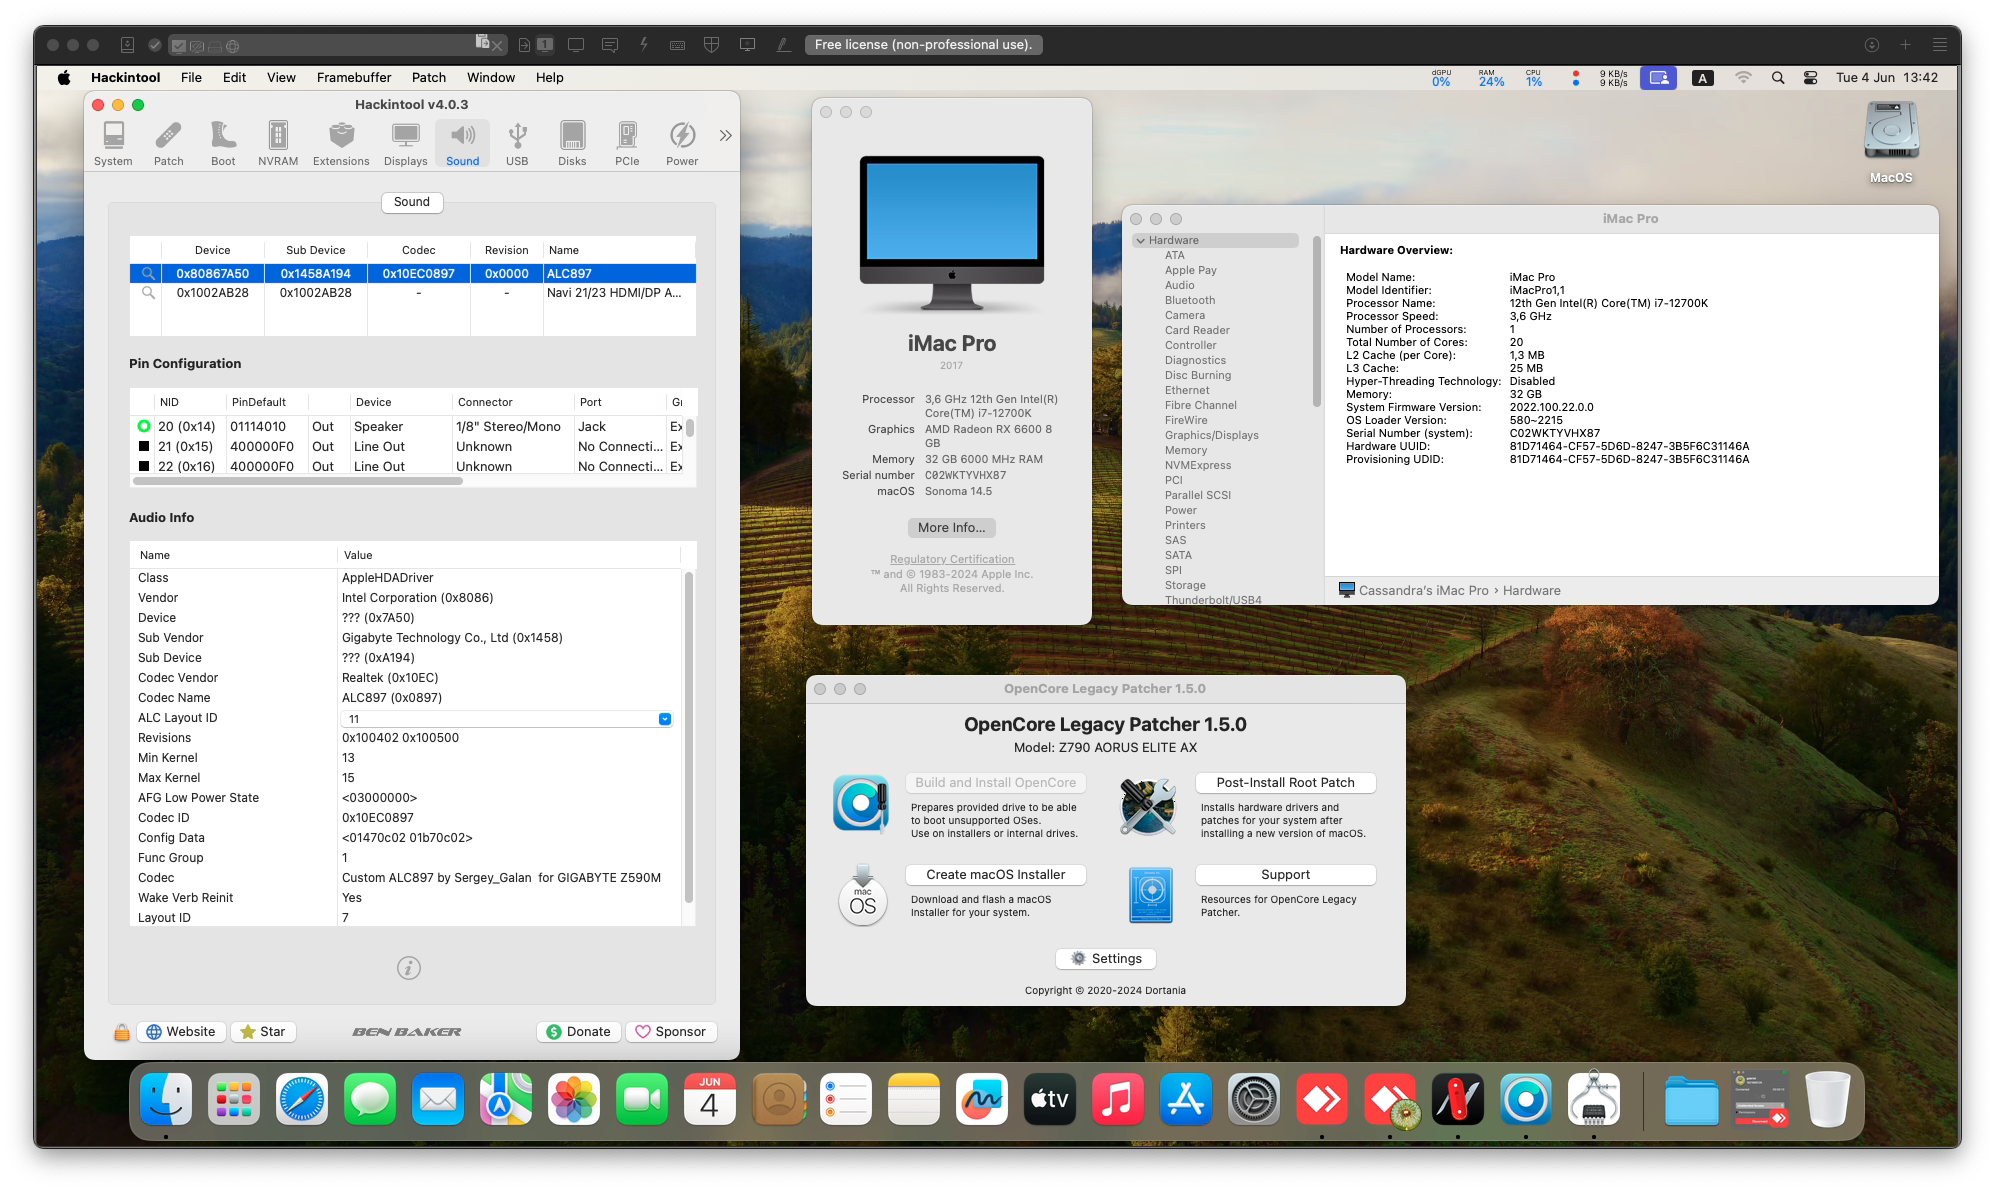 1
Free license (non-professional use).
Hackintool File Edit View Framebuffer Patch Window Help
dGPU 0% RAM 24% CPU 1% 9 KB/s 9 KB/s A Tue 4 Jun 13:42
Hackintool v4.0.3
System Patch Boot NVRAM Extensions Displays Sound USB Disks PCIe Power
Sound
Device Sub Device Codec Revision Name
0x80867A50 0x1458A194 0x10EC0897 0x0000 ALC897
0x1002AB28 0x1002AB28 - - Navi 21/23 HDMI/DP A...
Pin Configuration
NID PinDefault Device Connector Port
20 (0x14) 01114010 Out Speaker 1/8" Stereo/Mono Jack
21 (0x15) 400000F0 Out Line Out Unknown No Connecti...
22 (0x16) 400000F0 Out Line Out Unknown No Connecti...
Audio Info
Name Value
Class AppleHDADriver
Vendor Intel Corporation (0x8086)
Device ??? (0x7A50)
Sub Vendor Gigabyte Technology Co., Ltd (0x1458)
Sub Device ??? (0xA194)
Codec Vendor Realtek (0x10EC)
Codec Name ALC897 (0x0897)
ALC Layout ID 11
Revisions 0x100402 0x100500
Min Kernel 13
Max Kernel 15
AFG Low Power State <03000000>
Codec ID 0x10EC0897
Config Data <01470c02 01b70c02>
Func Group 1
Codec Custom ALC897 by Sergey_Galan for GIGABYTE Z590M
Wake Verb Reinit Yes
Layout ID 7
Website Star BEN BAKER Donate Sponsor
iMac Pro
2017
Processor 3,6 GHz 12th Gen Intel(R)
Core(TM) i7-12700K
Graphics AMD Radeon RX 6600 8
GB
Memory 32 GB 6000 MHz RAM
Serial number C02WKTYVHX87
macOS Sonoma 14.5
More Info...
Regulatory Certification
™ and © 1983-2024 Apple Inc.
All Rights Reserved.
MacOS
iMac Pro
Hardware
ATA
Apple Pay
Audio
Bluetooth
Camera
Card Reader
Controller
Diagnostics
Disc Burning
Ethernet
Fibre Channel
FireWire
Graphics/Displays
Memory
NVMExpress
PCI
Parallel SCSI
Power
Printers
SAS
SATA
SPI
Storage
Thunderbolt/USB4
Hardware Overview:
Model Name: iMac Pro
Model Identifier: iMacPro1,1
Processor Name: 12th Gen Intel(R) Core(TM) i7-12700K
Processor Speed: 3,6 GHz
Number of Processors: 1
Total Number of Cores: 20
L2 Cache (per Core): 1,3 MB
L3 Cache: 25 MB
Hyper-Threading Technology: Disabled
Memory: 32 GB
System Firmware Version: 2022.100.22.0.0
OS Loader Version: 580~2215
Serial Number (system): C02WKTYVHX87
Hardware UUID: 81D71464-CF57-5D6D-8247-3B5F6C31146A
Provisioning UDID: 81D71464-CF57-5D6D-8247-3B5F6C31146A
Cassandra's iMac Pro › Hardware
OpenCore Legacy Patcher 1.5.0
OpenCore Legacy Patcher 1.5.0
Model: Z790 AORUS ELITE AX
Build and Install OpenCore
Prepares provided drive to be able
to boot unsupported OSes.
Use on installers or internal drives.
Post-Install Root Patch
Installs hardware drivers and
patches for your system after
installing a new version of macOS.
mac
OS
Create macOS Installer
Download and flash a macOS
Installer for your system.
Support
Resources for OpenCore Legacy
Patcher.
Settings
Copyright © 2020-2024 Dortania
JUN
4
tv